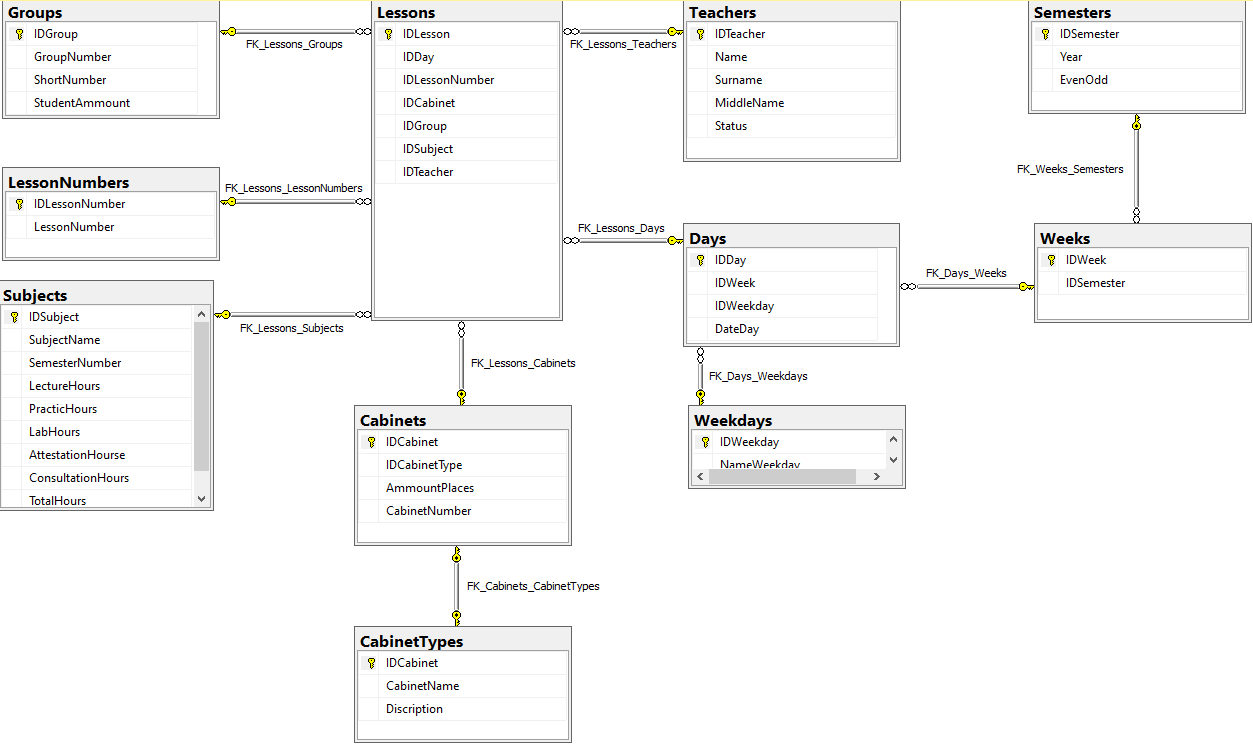 Groups
IDGroup
GroupNumber
ShortNumber
StudentAmmount
FK_Lessons_Groups
Lessons
IDLesson
IDDay
IDLessonNumber
IDCabinet
IDGroup
IDSubject
IDTeacher
FK_Lessons_Teachers
Teachers
IDTeacher
Name
Surname
MiddleName
Status
Semesters
IDSemester
Year
EvenOdd
FK_Weeks_Semesters
LessonNumbers
IDLessonNumber
LessonNumber
FK_Lessons_LessonNumbers
FK_Lessons_Days
Days
IDDay
IDWeek
IDWeekday
DateDay
FK_Days_Weeks
Weeks
IDWeek
IDSemester
Subjects
IDSubject
SubjectName
SemesterNumber
LectureHours
PracticHours
LabHours
AttestationHourse
ConsultationHours
TotalHours
FK_Lessons_Subjects
FK_Lessons_Cabinets
FK_Days_Weekdays
Cabinets
IDCabinet
IDCabinetType
AmmountPlaces
CabinetNumber
Weekdays
IDWeekday
NameWeekday
FK_Cabinets_CabinetTypes
CabinetTypes
IDCabinet
CabinetName
Discription